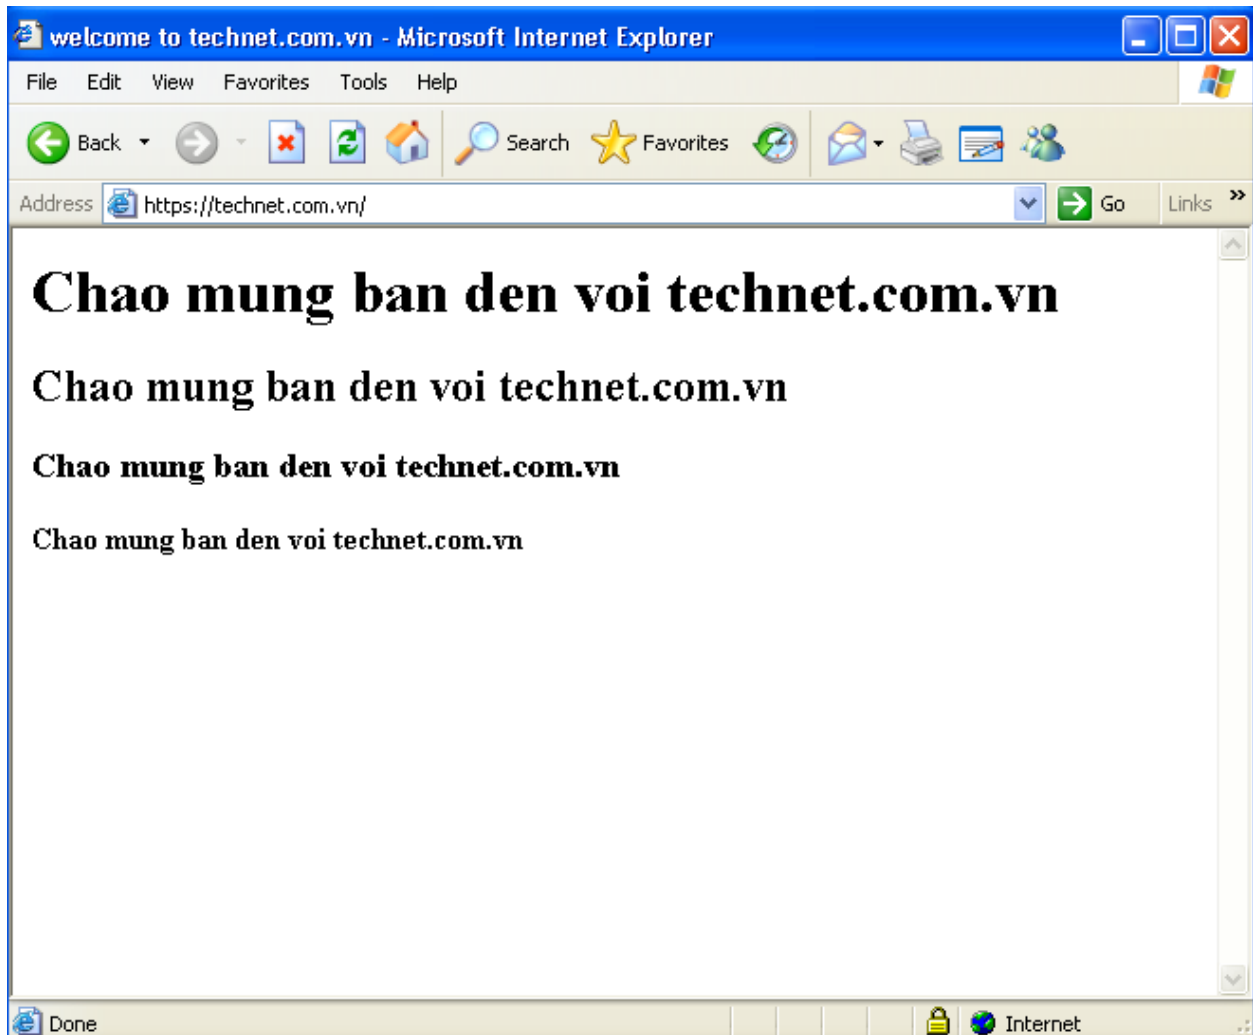 welcome to technet.com.vn - Microsoft Internet Explorer
File Edit View Favorites Tools Help
Back Search Favorites
Address https://technet.com.vn/ Go Links »
Chao mung ban den voi technet.com.vn
Chao mung ban den voi technet.com.vn
Chao mung ban den voi technet.com.vn
Chao mung ban den voi technet.com.vn
Done Internet